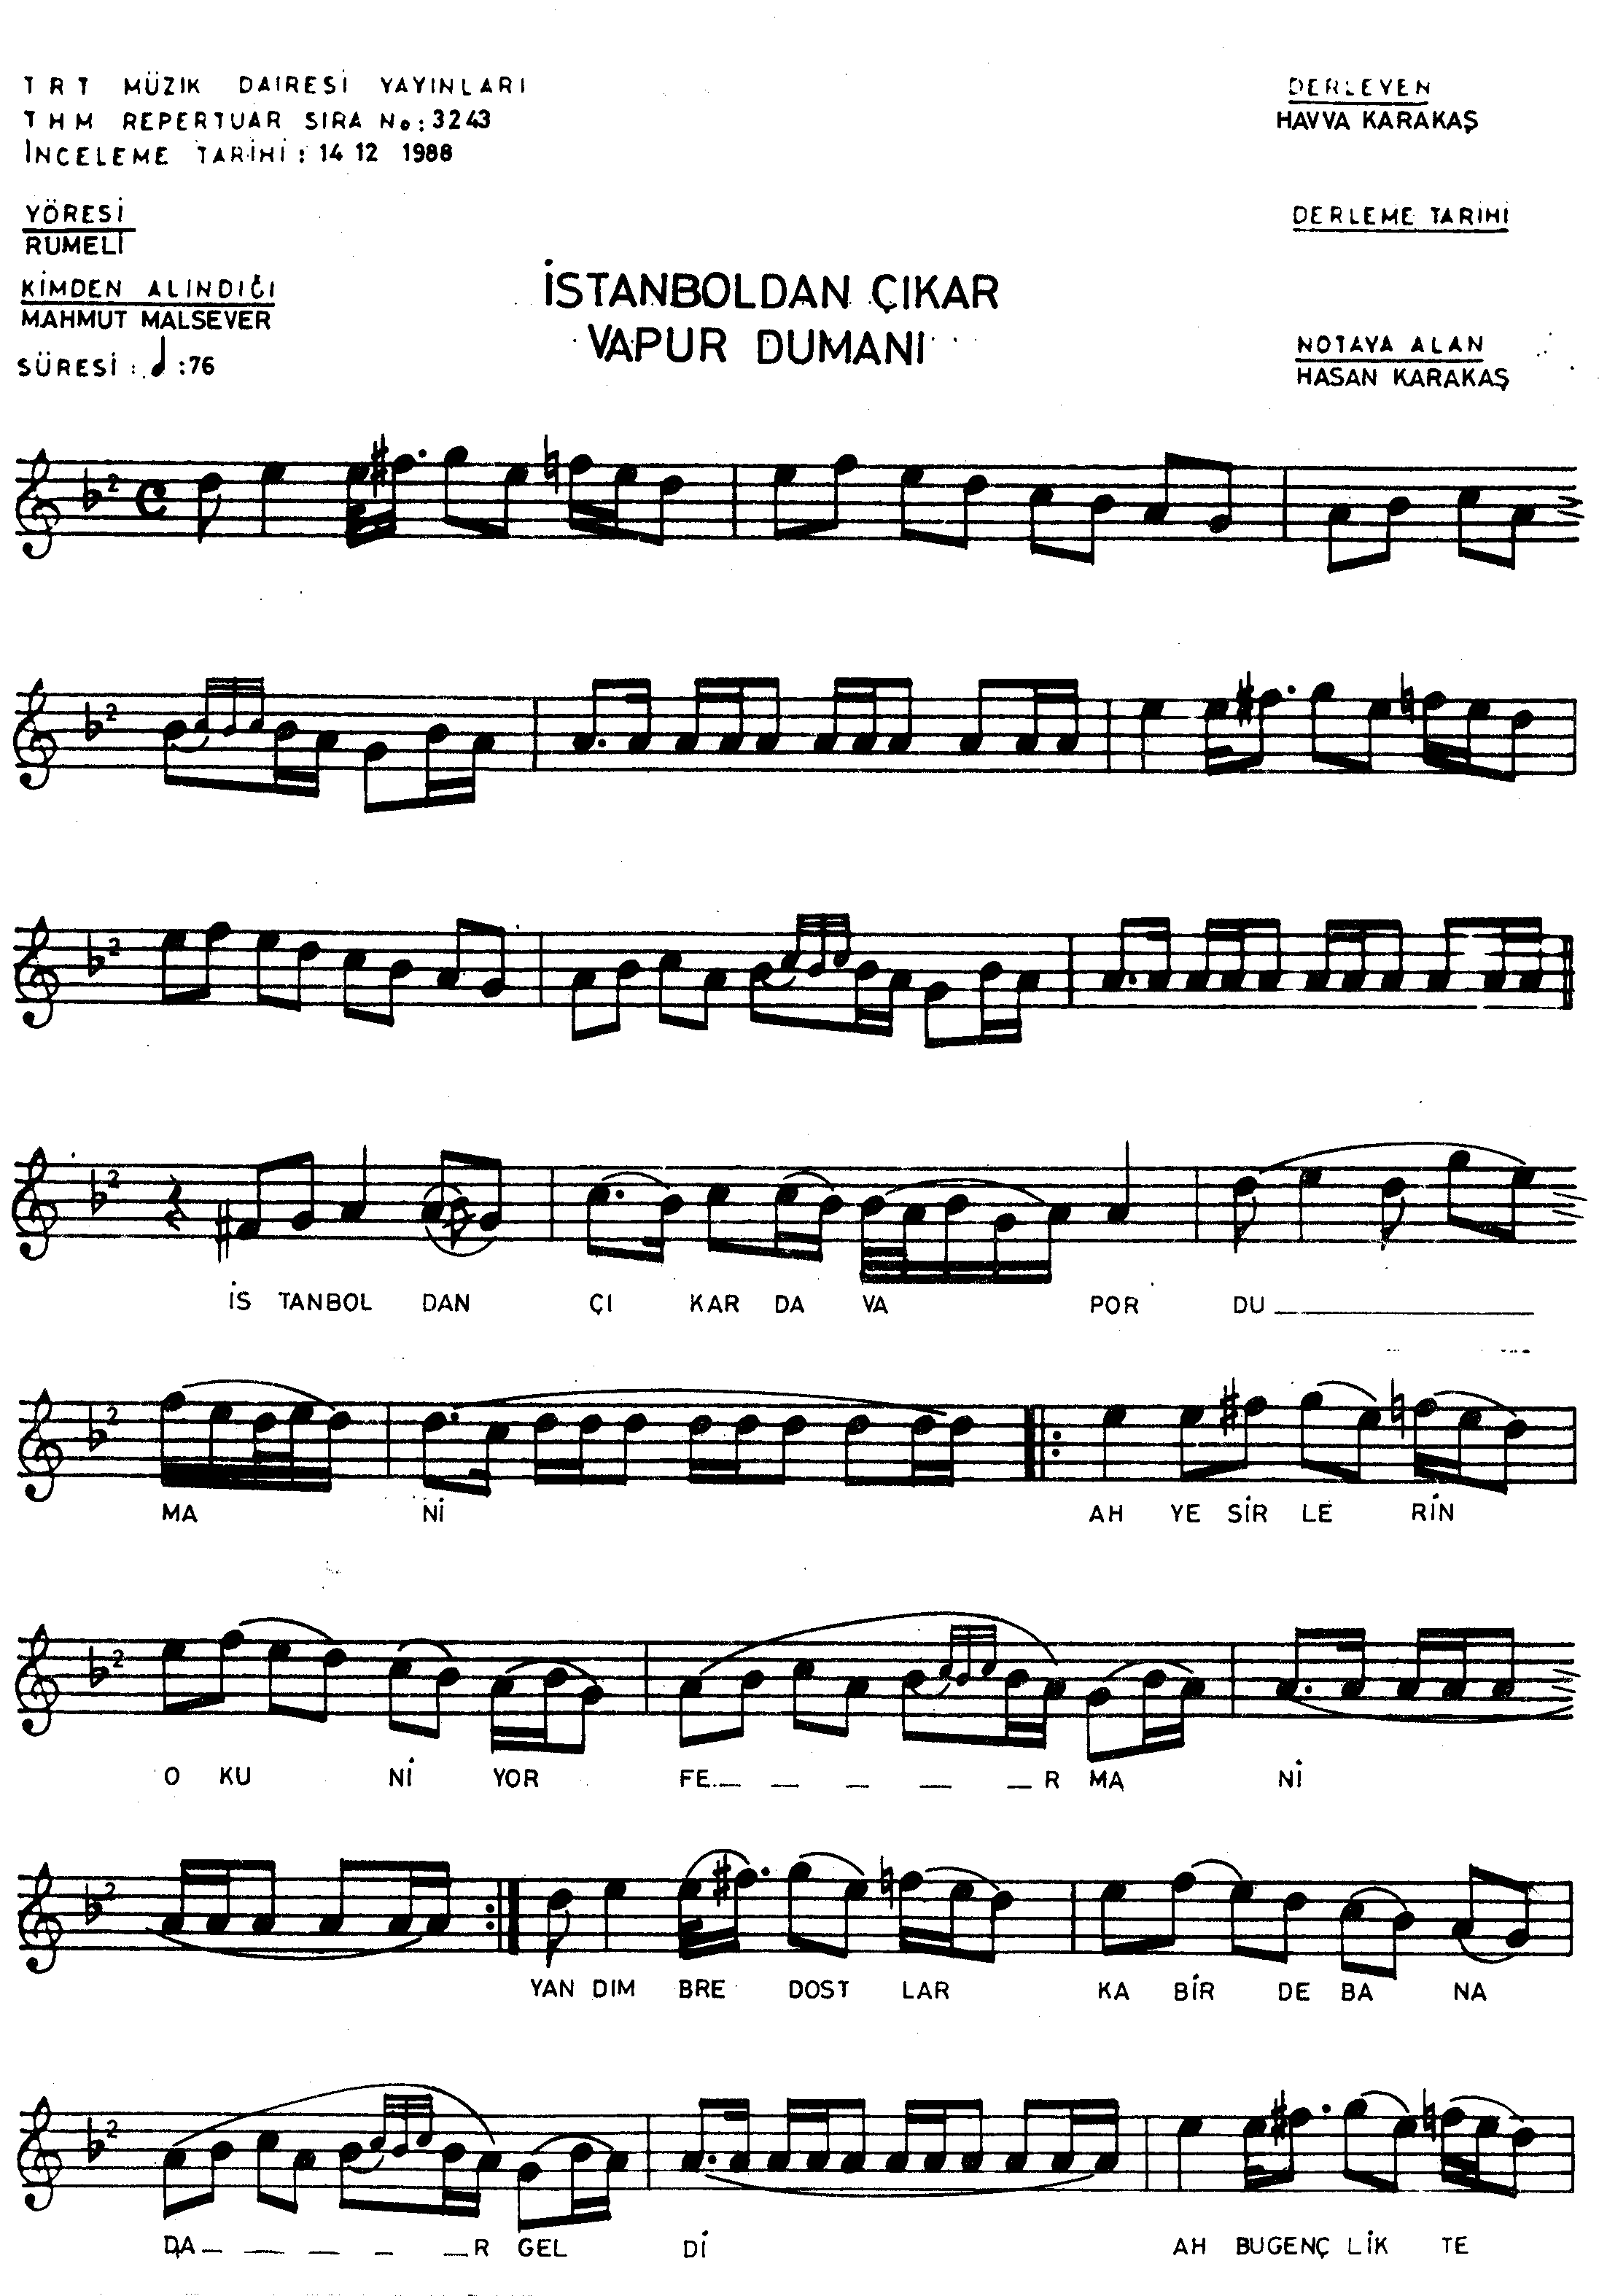 TRT MÜZIK DAIRESİ YAYINLARI
THM REPERTUAR SIRA No: 3243
İNCELEME TARİHİ : 14 12 1988
DERLEYEN
HAVVA KARAKAŞ
YÖRESİ
RUMELİ
DERLEME TARİHİ
KİMDEN ALINDIĞI
MAHMUT MALSEVER
SÜRESİ : ♩ :76
İSTANBOLDAN ÇIKAR
VAPUR DUMANI
NOTAYA ALAN
HASAN KARAKAŞ
İS TANBOL DAN ÇI KAR DA VA POR DU
MA Nİ AH YE SİR LE RİN
O KU Nİ YOR FE R MA Nİ
YAN DIM BRE DOST LAR KA BİR DE BA NA
DA R GEL Dİ AH BUGENÇ LİK TE